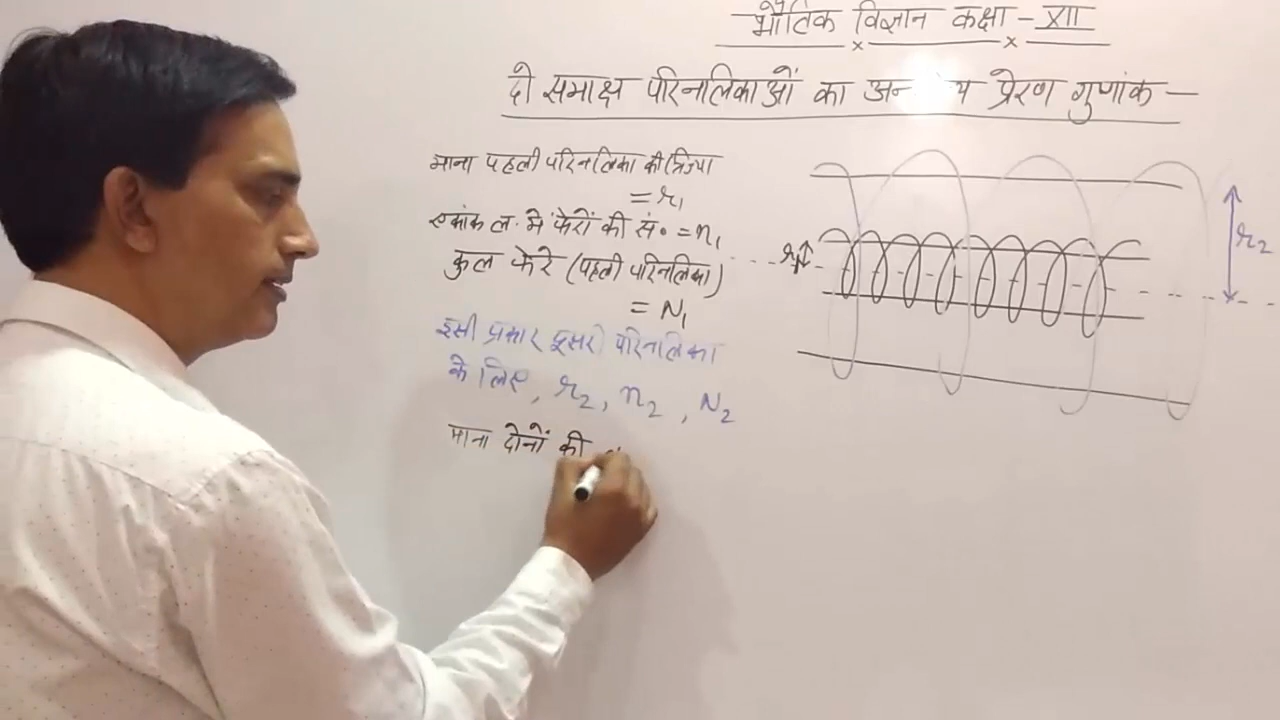 भौतिक विज्ञान कक्षा - XII
दो समाक्ष परिनलिकाओं का अन य प्रेरण गुणांक —
माना पहली परिनलिका की त्रिज्या
= r₁
एकांक ल. में फेरों की सं॰ = n₁
कुल फेरे (पहली परिनलिका)
= N₁
इसी प्रकार दूसरी परिनलिका
के लिए, r₂, n₂, N₂
माना दोनों की
r₁
r₂